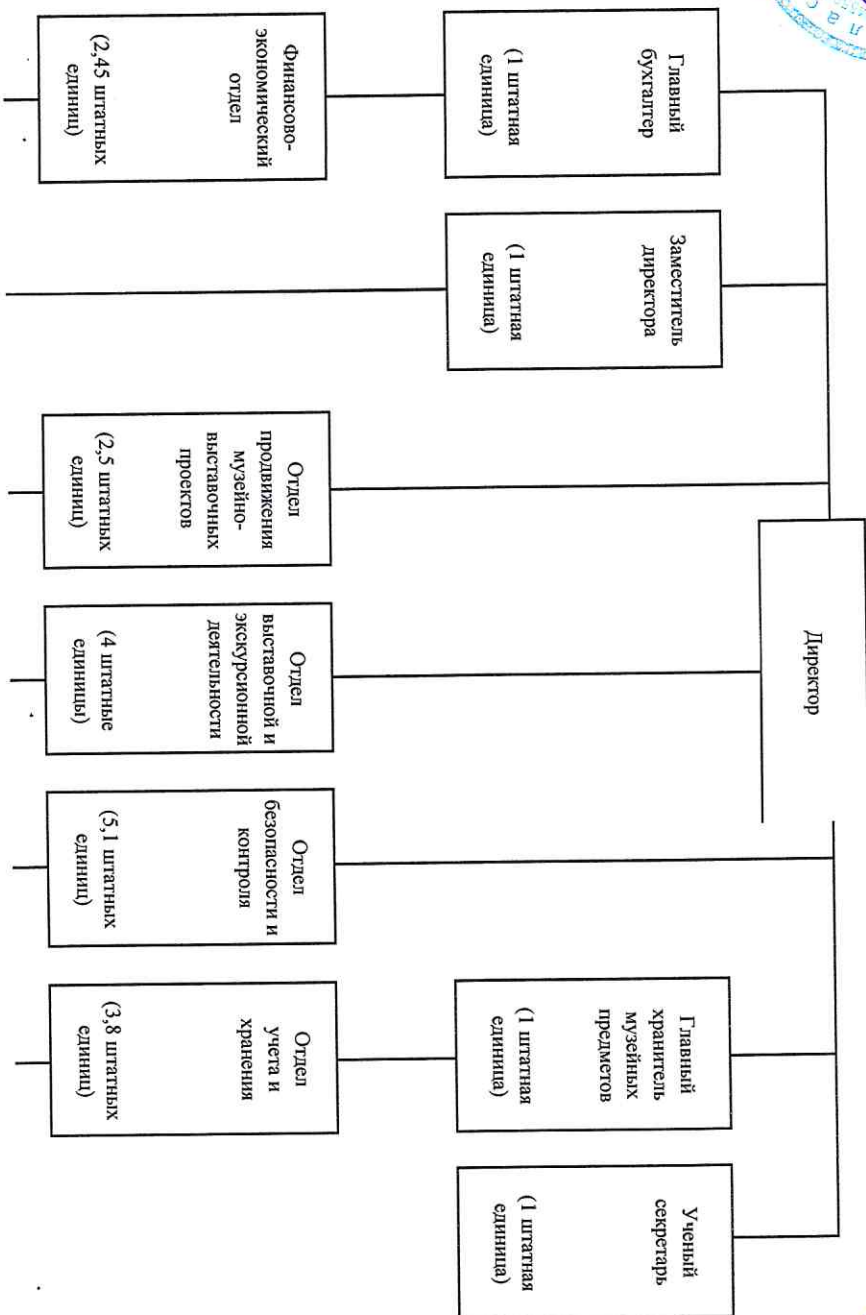 Директор
Главный
бухгалтер
(1 штатная
единица)
Заместитель
директора
(1 штатная
единица)
Главный
хранитель
музейных
предметов
(1 штатная
единица)
Ученый
секретарь
(1 штатная
единица)
Финансово-
экономический
отдел
(2,45 штатных
единиц)
Отдел
продвижения
музейно-
выставочных
проектов
(2,5 штатных
единиц)
Отдел
выставочной и
экскурсионной
деятельности
(4 штатные
единицы)
Отдел
безопасности и
контроля
(5,1 штатных
единиц)
Отдел
учета и
хранения
(3,8 штатных
единиц)